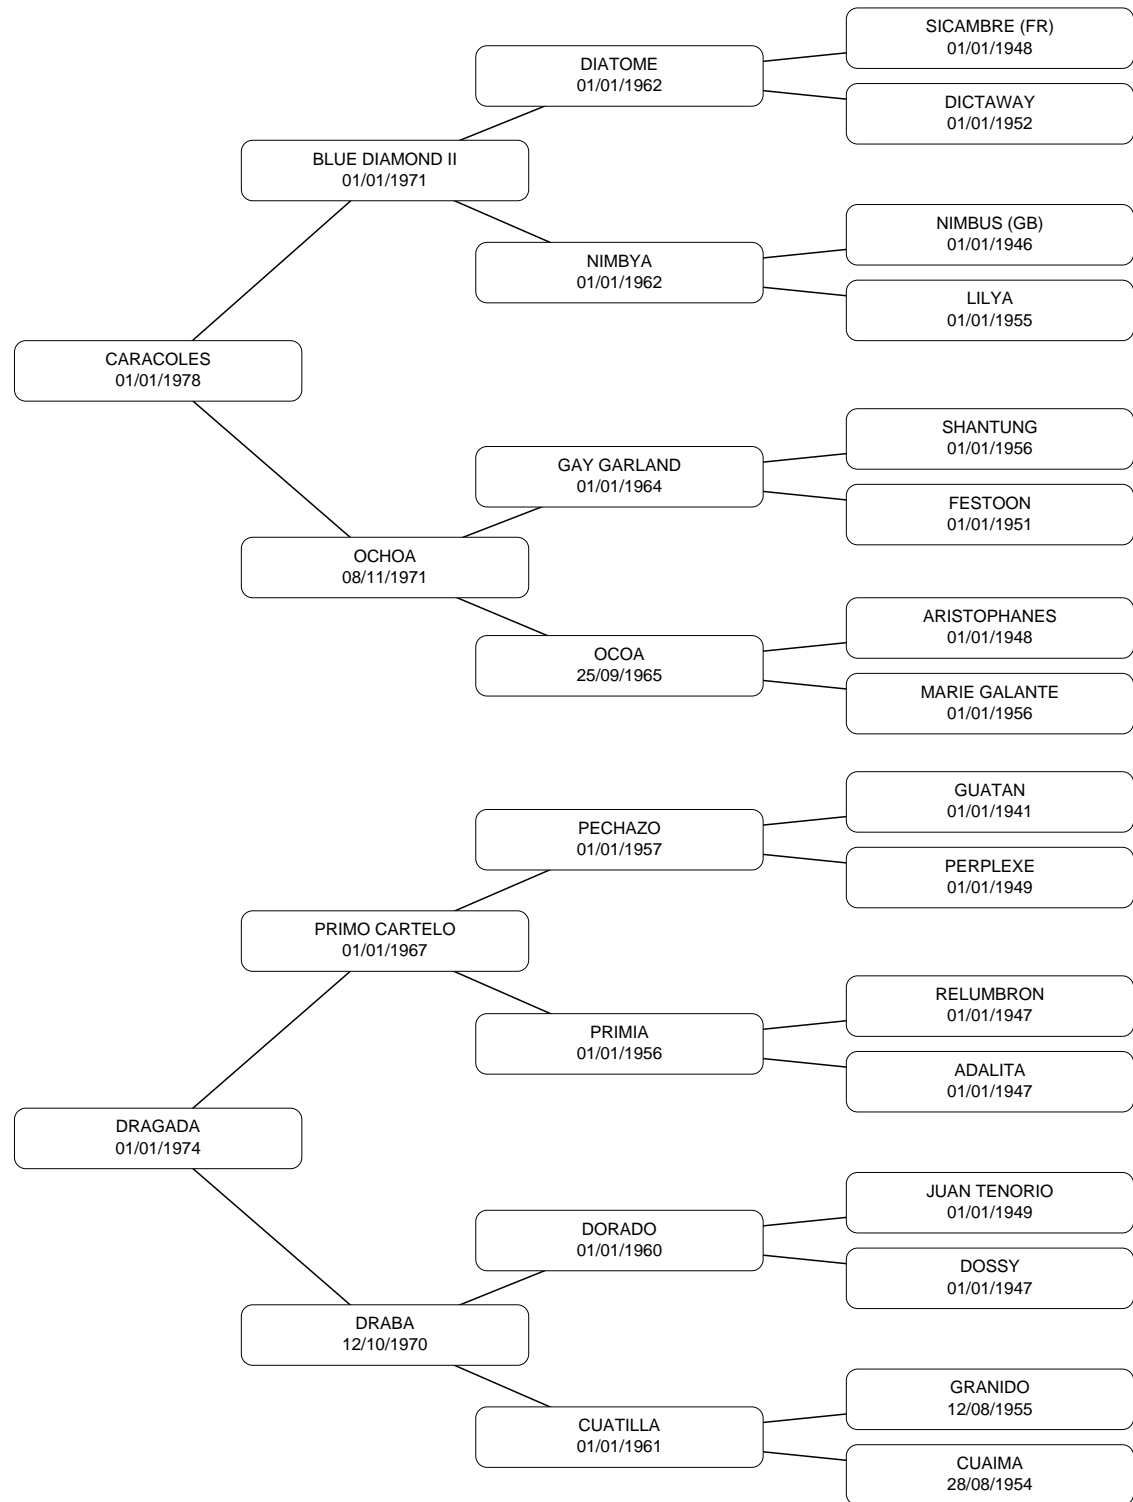 SICAMBRE (FR)
01/01/1948
DIATOME
01/01/1962
DICTAWAY
01/01/1952
BLUE DIAMOND II
01/01/1971
NIMBUS (GB)
01/01/1946
NIMBYA
01/01/1962
LILYA
01/01/1955
CARACOLES
01/01/1978
SHANTUNG
01/01/1956
GAY GARLAND
01/01/1964
FESTOON
01/01/1951
OCHOA
08/11/1971
ARISTOPHANES
01/01/1948
OCOA
25/09/1965
MARIE GALANTE
01/01/1956
GUATAN
01/01/1941
PECHAZO
01/01/1957
PERPLEXE
01/01/1949
PRIMO CARTELO
01/01/1967
RELUMBRON
01/01/1947
PRIMIA
01/01/1956
ADALITA
01/01/1947
DRAGADA
01/01/1974
JUAN TENORIO
01/01/1949
DORADO
01/01/1960
DOSSY
01/01/1947
DRABA
12/10/1970
GRANIDO
12/08/1955
CUATILLA
01/01/1961
CUAIMA
28/08/1954